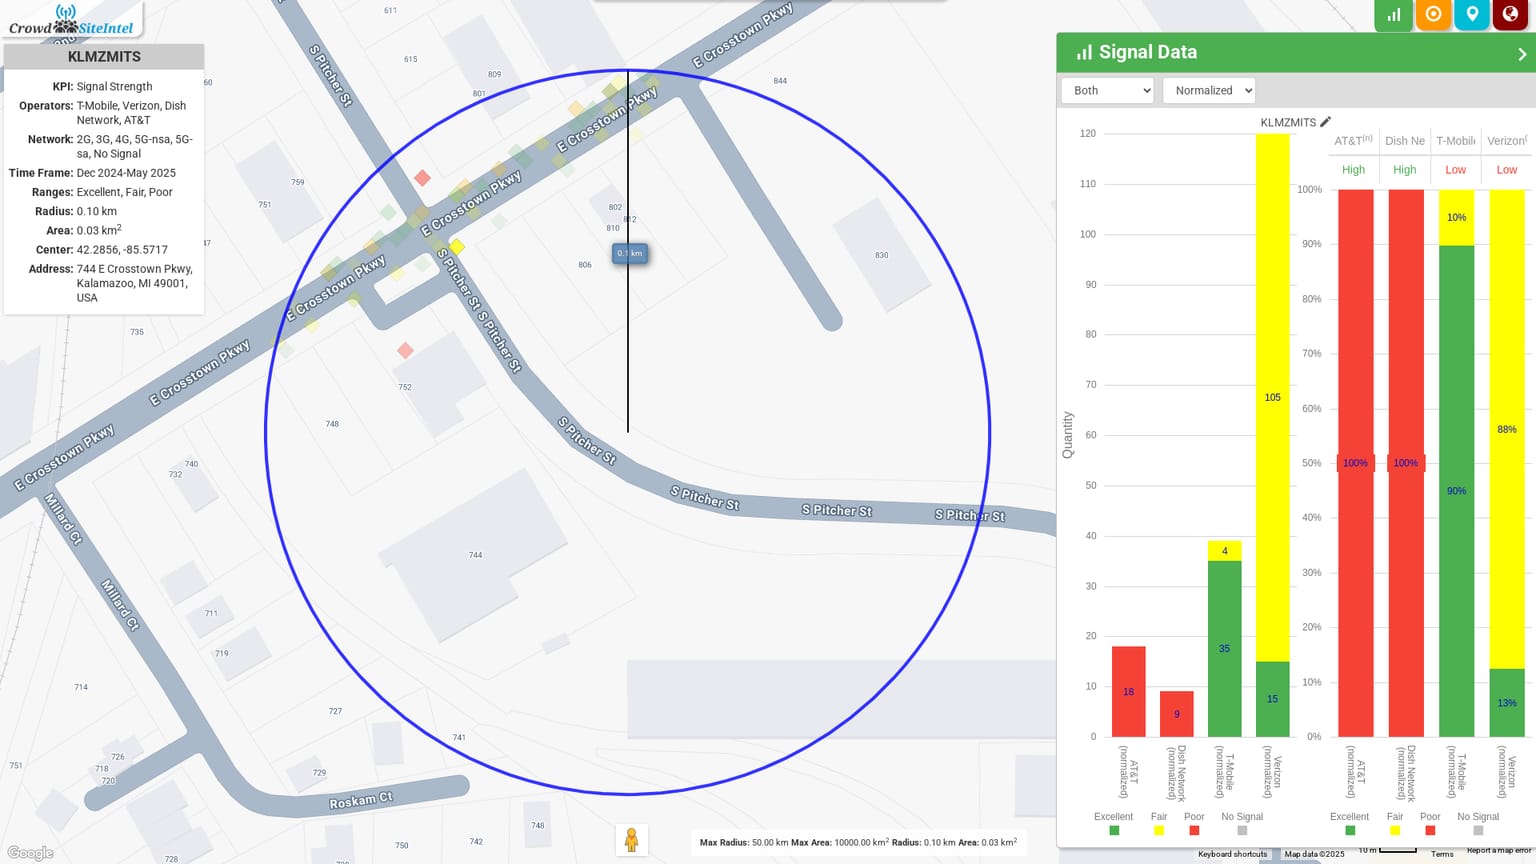 Crowd SiteIntel
KLMZMITS
KPI: Signal Strength
Operators: T-Mobile, Verizon, Dish
Network, AT&T
Network: 2G, 3G, 4G, 5G-nsa, 5G-
sa, No Signal
Time Frame: Dec 2024-May 2025
Ranges: Excellent, Fair, Poor
Radius: 0.10 km
Area: 0.03 km²
Center: 42.2856, -85.5717
Address: 744 E Crosstown Pkwy,
Kalamazoo, MI 49001,
USA
611
615
809
801
844
60
759
751
47
802
812
810
806
830
735
752
748
740
732
744
711
719
714
727
741
751
726
718
720
729
742
748
750
728
S Pitcher St
E Crosstown Pkwy
E Crosstown Pkwy
E Crosstown Pkwy
E Crosstown Pkwy
E Crosstown Pkwy
E Crosstown Pkwy
0.1 km
S Pitcher St
S Pitcher St
S Pitcher St
S Pitcher St
S Pitcher St
S Pitcher St
Millard Ct
Millard Ct
Roskam Ct
Google
Max Radius: 50.00 km Max Area: 10000.00 km² Radius: 0.10 km Area: 0.03 km²
Signal Data
Both
Normalized
KLMZMITS
AT&T(n)
Dish Ne
T-Mobile
Verizon(
High
High
Low
Low
Quantity
120
110
100
90
80
70
60
50
40
30
20
10
0
18
9
4
35
105
15
100%
90%
80%
70%
60%
50%
40%
30%
20%
10%
0%
100%
100%
10%
90%
88%
13%
AT&T
(normalized)
Dish Network
(normalized)
T-Mobile
(normalized)
Verizon
(normalized)
AT&T
(normalized)
Dish Network
(normalized)
T-Mobile
(normalized)
Verizon
(normalized)
Excellent
Fair
Poor
No Signal
Excellent
Fair
Poor
No Signal
Keyboard shortcuts
Map data ©2025
10 m
Terms
Report a map error